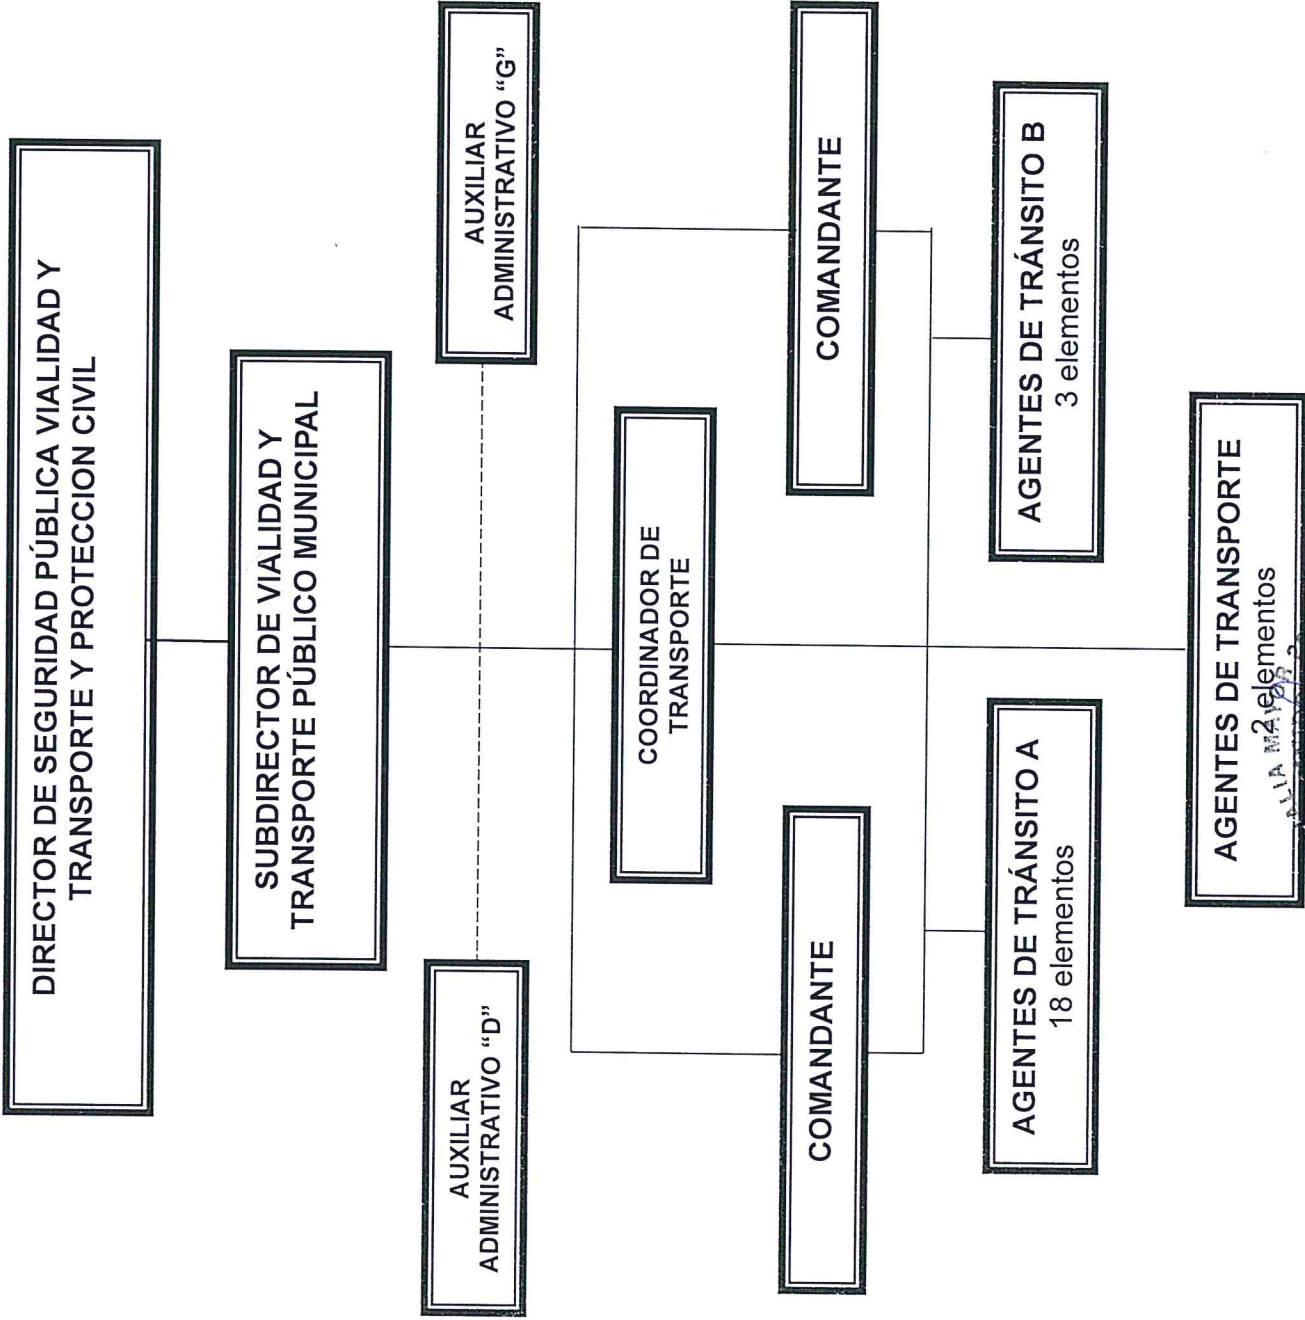 DIRECTOR DE SEGURIDAD PÚBLICA VIALIDAD Y
TRANSPORTE Y PROTECCION CIVIL
SUBDIRECTOR DE VIALIDAD Y
TRANSPORTE PÚBLICO MUNICIPAL
AUXILIAR
ADMINISTRATIVO “D”
AUXILIAR
ADMINISTRATIVO “G”
COORDINADOR DE
TRANSPORTE
COMANDANTE
COMANDANTE
AGENTES DE TRÁNSITO A
18 elementos
AGENTES DE TRÁNSITO B
3 elementos
AGENTES DE TRANSPORTE
2 elementos